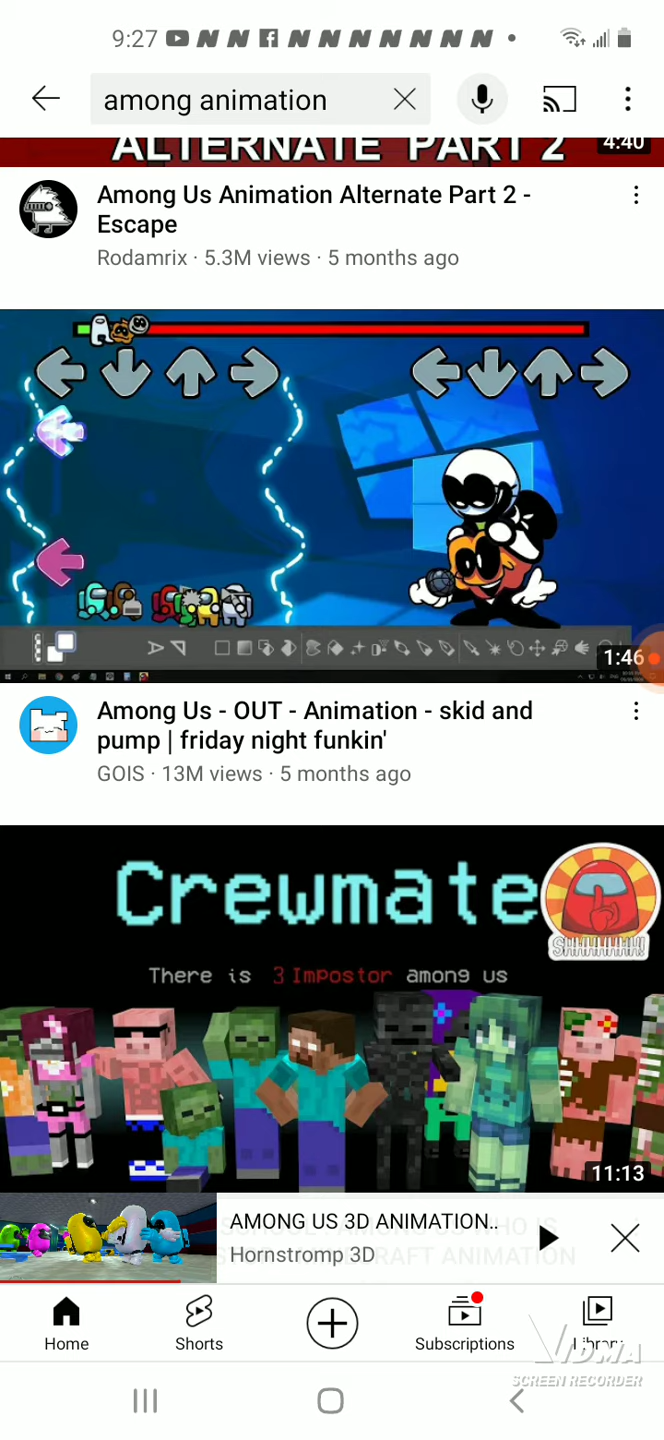 9:27
among animation
ALTERNATE PART 2
4:40
Among Us Animation Alternate Part 2 -
Escape
Rodamrix · 5.3M views · 5 months ago
1:46
Among Us - OUT - Animation - skid and
pump | friday night funkin'
GOIS · 13M views · 5 months ago
Crewmate
SHHHHHHH!
There is 3 Impostor among us
11:13
AMONG US 3D ANIMATION..
Hornstromp 3D
Home
Shorts
Subscriptions
Library
VIDMA
SCREEN RECORDER